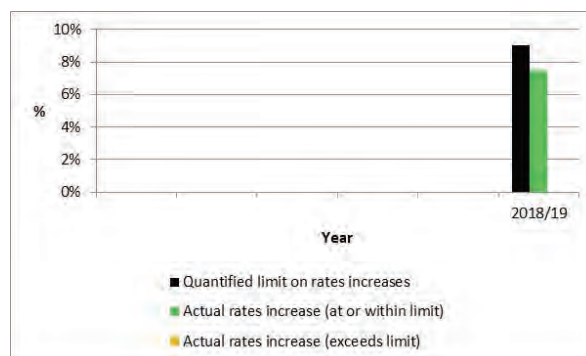 10%
8%
6%
4%
2%
0%
%
2018/19
Year
Quantified limit on rates increases
Actual rates increase (at or within limit)
Actual rates increase (exceeds limit)